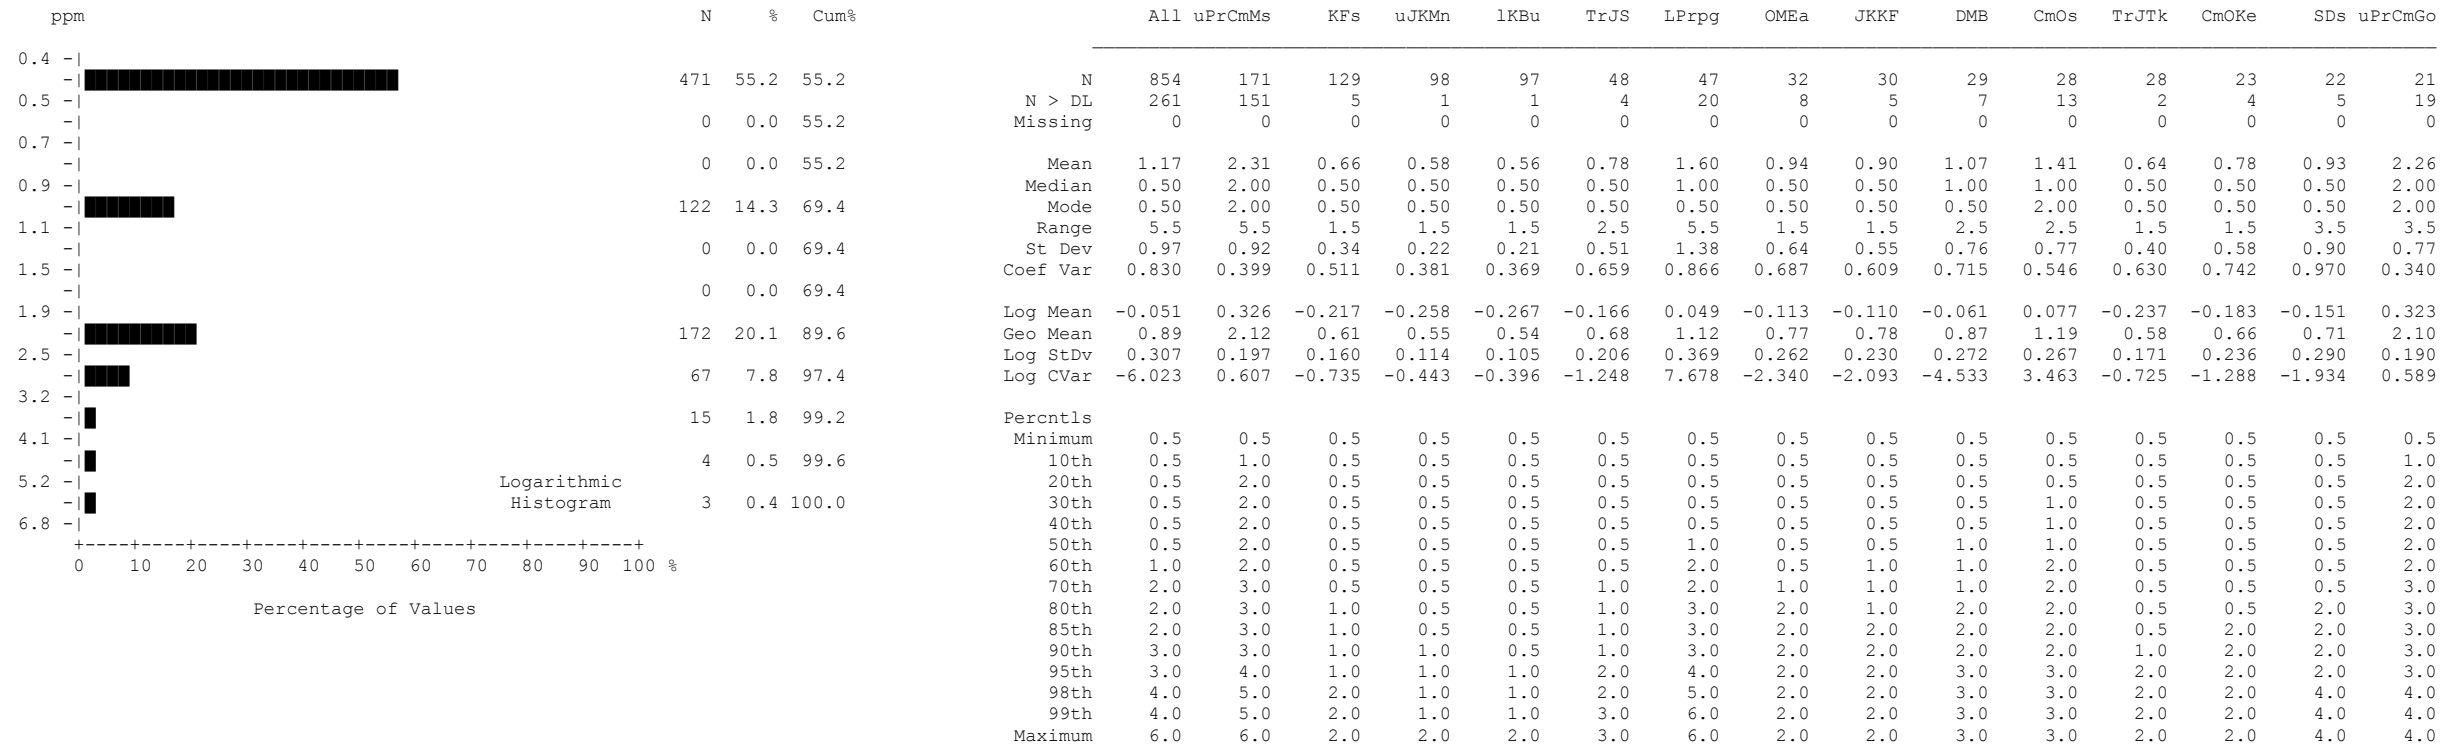 ppm N % Cum% All uPrCmMs KFs uJKMn lKBu TrJS LPrpg OMEa JKKF DMB CmOs TrJTk CmOKe SDs uPrCmGo
0.4 -|
-| 471 55.2 55.2 N 854 171 129 98 97 48 47 32 30 29 28 28 23 22 21
0.5 -| N > DL 261 151 5 1 1 4 20 8 5 7 13 2 4 5 19
-| 0 0.0 55.2 Missing 0 0 0 0 0 0 0 0 0 0 0 0 0 0 0
0.7 -|
-| 0 0.0 55.2 Mean 1.17 2.31 0.66 0.58 0.56 0.78 1.60 0.94 0.90 1.07 1.41 0.64 0.78 0.93 2.26
0.9 -| Median 0.50 2.00 0.50 0.50 0.50 0.50 1.00 0.50 0.50 1.00 1.00 0.50 0.50 0.50 2.00
-| 122 14.3 69.4 Mode 0.50 2.00 0.50 0.50 0.50 0.50 0.50 0.50 0.50 0.50 2.00 0.50 0.50 0.50 2.00
1.1 -| Range 5.5 5.5 1.5 1.5 1.5 2.5 5.5 1.5 1.5 2.5 2.5 1.5 1.5 3.5 3.5
-| 0 0.0 69.4 St Dev 0.97 0.92 0.34 0.22 0.21 0.51 1.38 0.64 0.55 0.76 0.77 0.40 0.58 0.90 0.77
1.5 -| Coef Var 0.830 0.399 0.511 0.381 0.369 0.659 0.866 0.687 0.609 0.715 0.546 0.630 0.742 0.970 0.340
-| 0 0.0 69.4
1.9 -| Log Mean -0.051 0.326 -0.217 -0.258 -0.267 -0.166 0.049 -0.113 -0.110 -0.061 0.077 -0.237 -0.183 -0.151 0.323
-| 172 20.1 89.6 Geo Mean 0.89 2.12 0.61 0.55 0.54 0.68 1.12 0.77 0.78 0.87 1.19 0.58 0.66 0.71 2.10
2.5 -| Log StDv 0.307 0.197 0.160 0.114 0.105 0.206 0.369 0.262 0.230 0.272 0.267 0.171 0.236 0.290 0.190
-| 67 7.8 97.4 Log CVar -6.023 0.607 -0.735 -0.443 -0.396 -1.248 7.678 -2.340 -2.093 -4.533 3.463 -0.725 -1.288 -1.934 0.589
3.2 -|
-| 15 1.8 99.2 Percntls
4.1 -| Minimum 0.5 0.5 0.5 0.5 0.5 0.5 0.5 0.5 0.5 0.5 0.5 0.5 0.5 0.5 0.5
-| 4 0.5 99.6 10th 0.5 1.0 0.5 0.5 0.5 0.5 0.5 0.5 0.5 0.5 0.5 0.5 0.5 0.5 1.0
5.2 -| Logarithmic 20th 0.5 2.0 0.5 0.5 0.5 0.5 0.5 0.5 0.5 0.5 0.5 0.5 0.5 0.5 2.0
-| Histogram 3 0.4 100.0 30th 0.5 2.0 0.5 0.5 0.5 0.5 0.5 0.5 0.5 0.5 1.0 0.5 0.5 0.5 2.0
6.8 -| 40th 0.5 2.0 0.5 0.5 0.5 0.5 0.5 0.5 0.5 0.5 1.0 0.5 0.5 0.5 2.0
+----+----+----+----+----+----+----+----+----+----+ 50th 0.5 2.0 0.5 0.5 0.5 0.5 1.0 0.5 0.5 1.0 1.0 0.5 0.5 0.5 2.0
0 10 20 30 40 50 60 70 80 90 100 % 60th 1.0 2.0 0.5 0.5 0.5 0.5 2.0 0.5 1.0 1.0 2.0 0.5 0.5 0.5 2.0
70th 2.0 3.0 0.5 0.5 0.5 1.0 2.0 1.0 1.0 1.0 2.0 0.5 0.5 0.5 3.0
Percentage of Values 80th 2.0 3.0 1.0 0.5 0.5 1.0 3.0 2.0 1.0 2.0 2.0 0.5 0.5 2.0 3.0
85th 2.0 3.0 1.0 0.5 0.5 1.0 3.0 2.0 2.0 2.0 2.0 0.5 2.0 2.0 3.0
90th 3.0 3.0 1.0 1.0 0.5 1.0 3.0 2.0 2.0 2.0 2.0 1.0 2.0 2.0 3.0
95th 3.0 4.0 1.0 1.0 1.0 2.0 4.0 2.0 2.0 3.0 3.0 2.0 2.0 2.0 3.0
98th 4.0 5.0 2.0 1.0 1.0 2.0 5.0 2.0 2.0 3.0 3.0 2.0 2.0 4.0 4.0
99th 4.0 5.0 2.0 1.0 1.0 3.0 6.0 2.0 2.0 3.0 3.0 2.0 2.0 4.0 4.0
Maximum 6.0 6.0 2.0 2.0 2.0 3.0 6.0 2.0 2.0 3.0 3.0 2.0 2.0 4.0 4.0